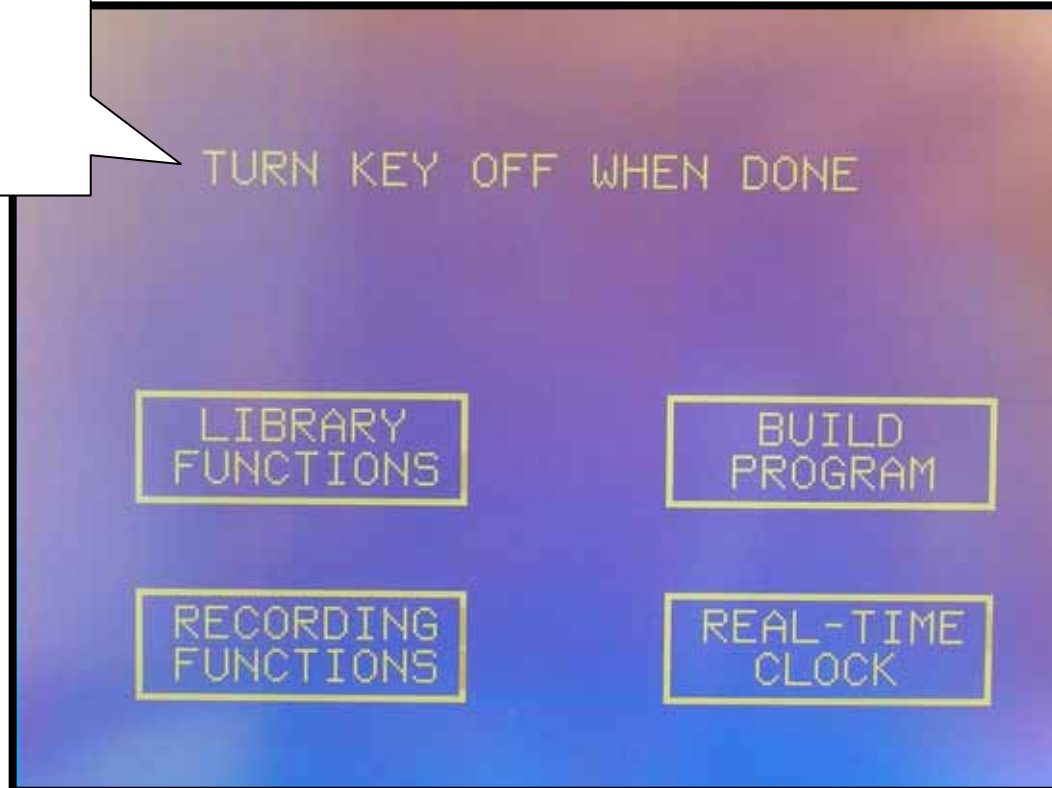 TURN KEY OFF WHEN DONE
LIBRARY
FUNCTIONS
BUILD
PROGRAM
RECORDING
FUNCTIONS
REAL-TIME
CLOCK